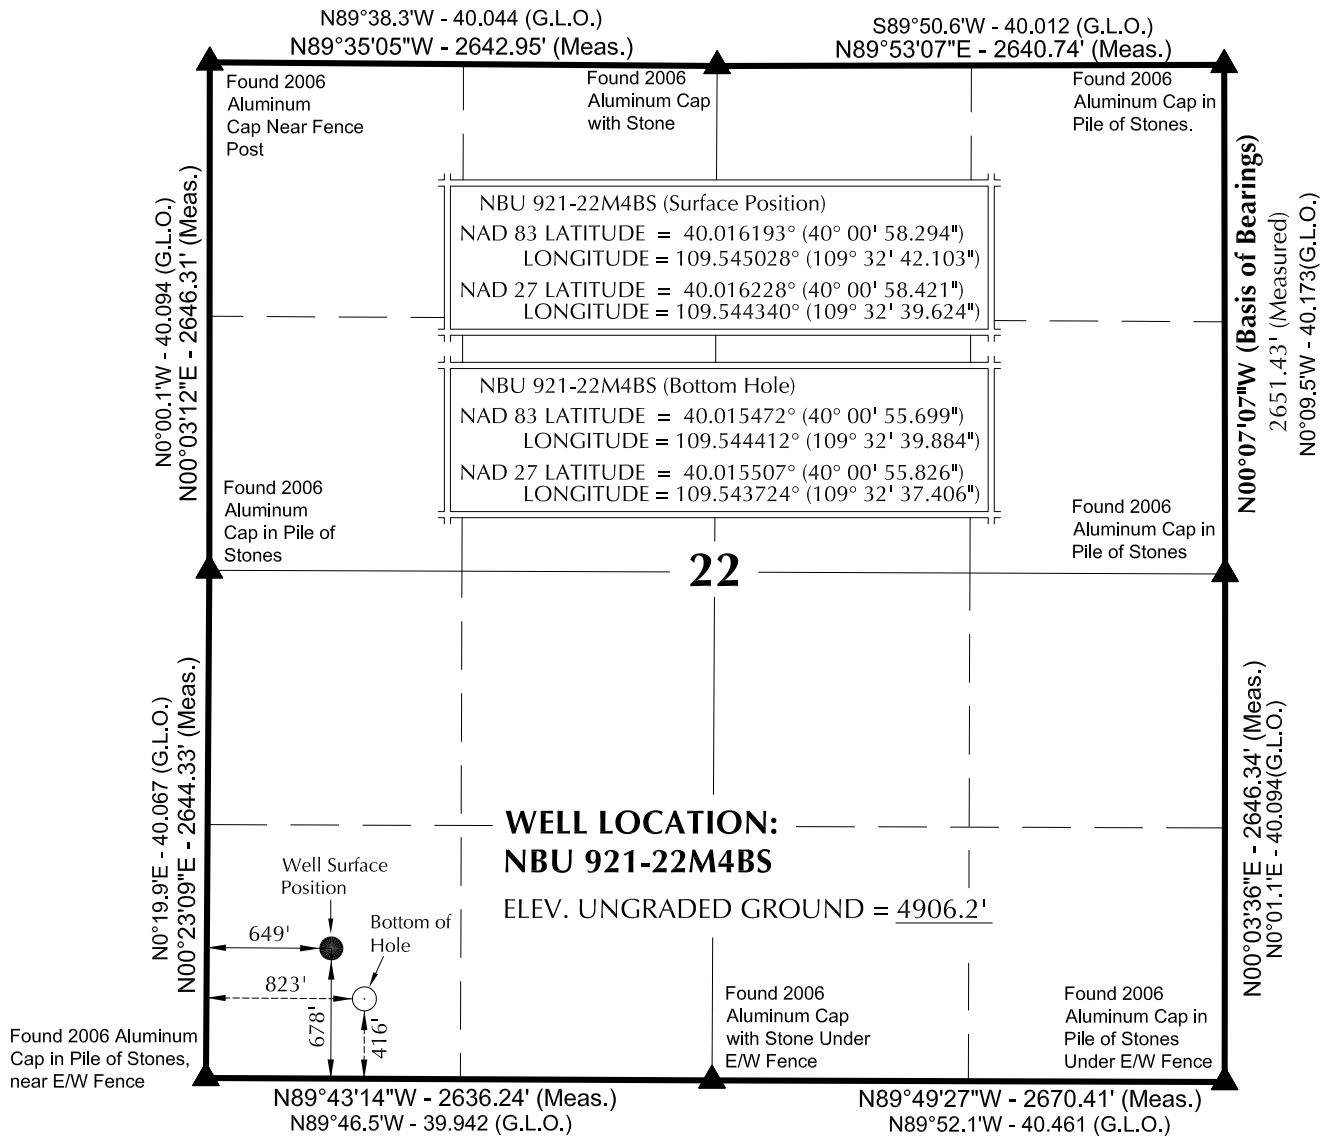 N89°38.3'W - 40.044 (G.L.O.)
N89°35'05"W - 2642.95' (Meas.)
S89°50.6'W - 40.012 (G.L.O.)
N89°53'07"E - 2640.74' (Meas.)
Found 2006
Aluminum
Cap Near Fence
Post
Found 2006
Aluminum Cap
with Stone
Found 2006
Aluminum Cap in
Pile of Stones.
N0°00.1'W - 40.094 (G.L.O.)
N00°03'12"E - 2646.31' (Meas.)
NBU 921-22M4BS (Surface Position)
NAD 83 LATITUDE = 40.016193° (40° 00' 58.294")
LONGITUDE = 109.545028° (109° 32' 42.103")
NAD 27 LATITUDE = 40.016228° (40° 00' 58.421")
LONGITUDE = 109.544340° (109° 32' 39.624")
NBU 921-22M4BS (Bottom Hole)
NAD 83 LATITUDE = 40.015472° (40° 00' 55.699")
LONGITUDE = 109.544412° (109° 32' 39.884")
NAD 27 LATITUDE = 40.015507° (40° 00' 55.826")
LONGITUDE = 109.543724° (109° 32' 37.406")
N00°07'07"W (Basis of Bearings)
2651.43' (Measured)
N0°09.5'W - 40.173(G.L.O.)
Found 2006
Aluminum
Cap in Pile of
Stones
Found 2006
Aluminum Cap in
Pile of Stones
22
N0°19.9'E - 40.067 (G.L.O.)
N00°23'09"E - 2644.33' (Meas.)
WELL LOCATION:
NBU 921-22M4BS
ELEV. UNGRADED GROUND = 4906.2'
N00°03'36"E - 2646.34' (Meas.)
N0°01.1'E - 40.094(G.L.O.)
Well Surface
Position
Bottom of
Hole
649'
823'
678'
416'
Found 2006 Aluminum
Cap in Pile of Stones,
near E/W Fence
Found 2006
Aluminum Cap
with Stone Under
E/W Fence
Found 2006
Aluminum Cap in
Pile of Stones
Under E/W Fence
N89°43'14"W - 2636.24' (Meas.)
N89°46.5'W - 39.942 (G.L.O.)
N89°49'27"W - 2670.41' (Meas.)
N89°52.1'W - 40.461 (G.L.O.)